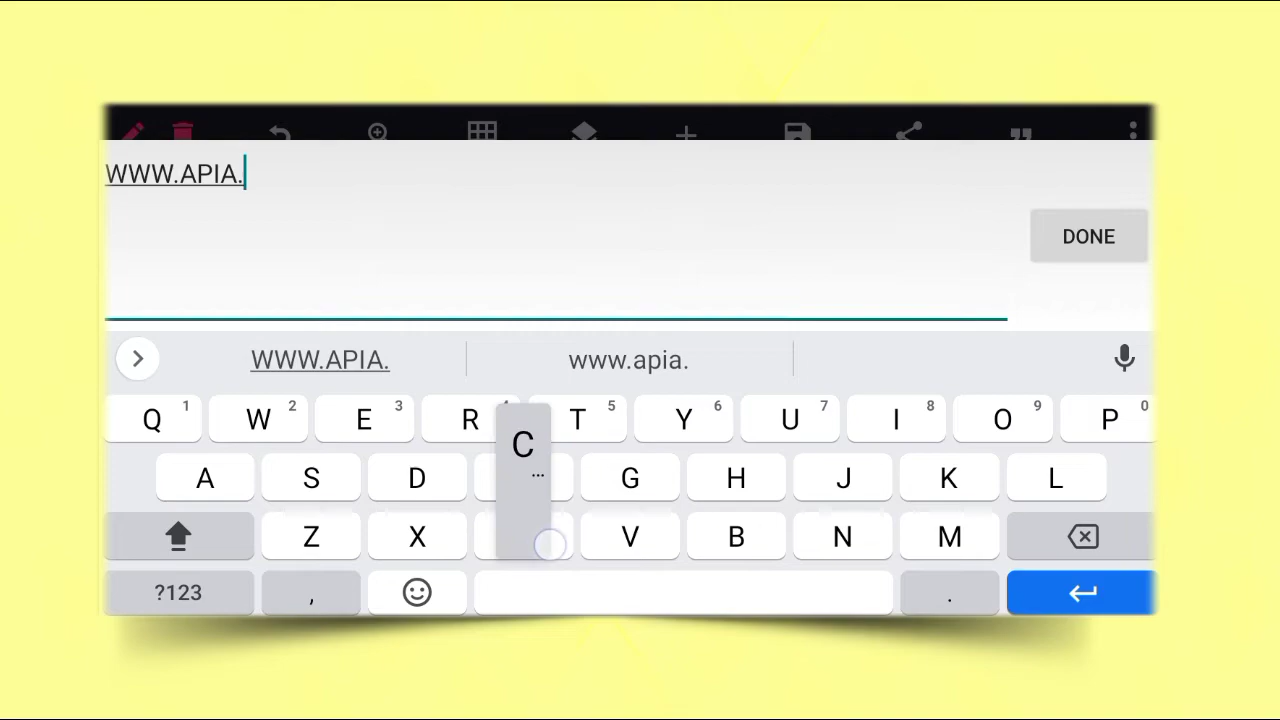 WWW.APIA.
DONE
WWW.APIA. www.apia.
Q 1 W 2 E 3 R T 5 Y 6 U 7 I 8 O 9 P 0
C
...
A S D G H J K L
Z X V B N M
?123 , .